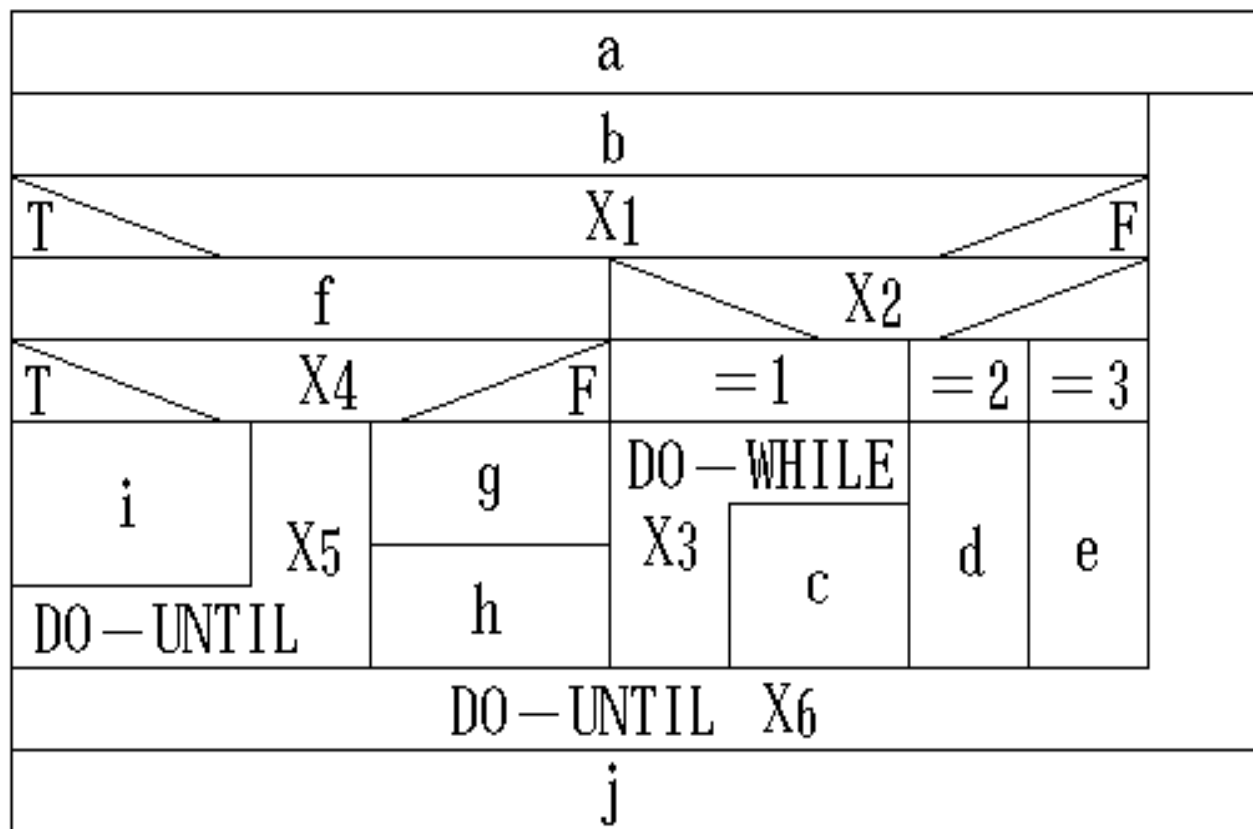 a
b
T X1 F
f X2
T X4 F =1 =2 =3
i X5 g DO-WHILE X3 c d e
DO-UNTIL h
DO-UNTIL X6
j